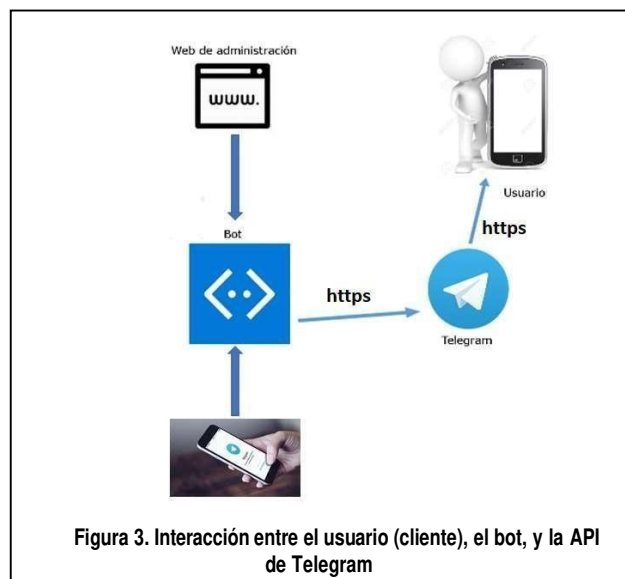 Web de administración
www.
Usuario
https
Bot
https
Telegram
Figura 3. Interacción entre el usuario (cliente), el bot, y la API
de Telegram